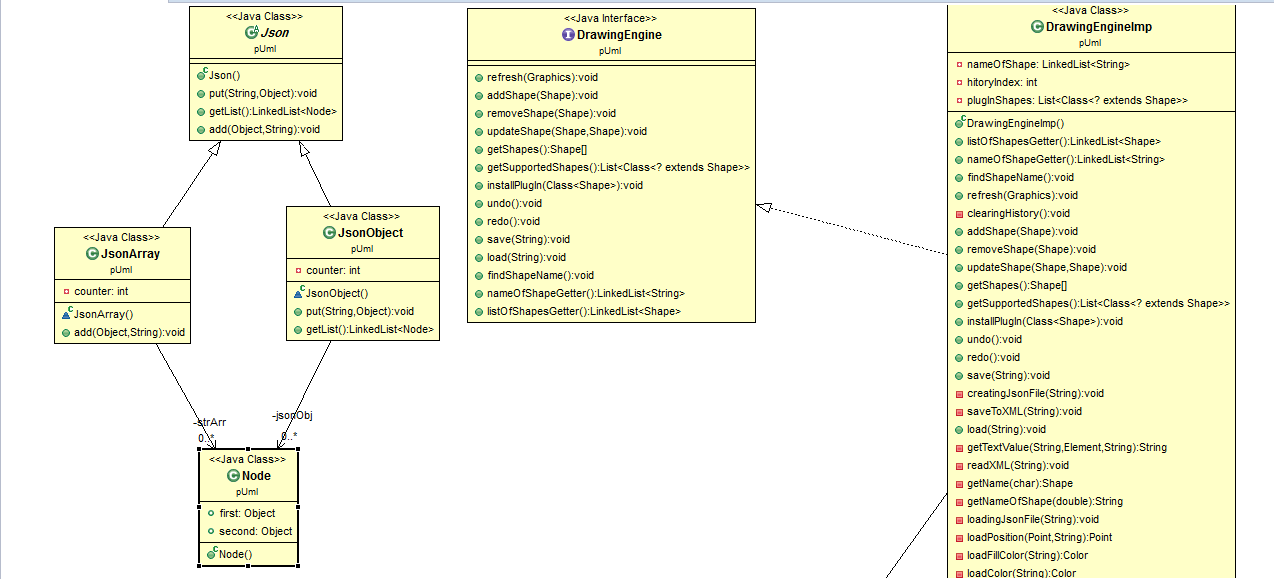 <<Java Class>>
Json
pUml
Json()
put(String,Object):void
getList():LinkedList<Node>
add(Object,String):void
<<Java Class>>
JsonArray
pUml
counter: int
JsonArray()
add(Object,String):void
<<Java Class>>
JsonObject
pUml
counter: int
JsonObject()
put(String,Object):void
getList():LinkedList<Node>
-strArr
0..*
-jsonObj
0..*
<<Java Class>>
Node
pUml
first: Object
second: Object
Node()
<<Java Interface>>
DrawingEngine
pUml
refresh(Graphics):void
addShape(Shape):void
removeShape(Shape):void
updateShape(Shape,Shape):void
getShapes():Shape[]
getSupportedShapes():List<Class<? extends Shape>>
installPlugIn(Class<Shape>):void
undo():void
redo():void
save(String):void
load(String):void
findShapeName():void
nameOfShapeGetter():LinkedList<String>
listOfShapesGetter():LinkedList<Shape>
<<Java Class>>
DrawingEngineImp
pUml
nameOfShape: LinkedList<String>
hitoryIndex: int
plugInShapes: List<Class<? extends Shape>>
DrawingEngineImp()
listOfShapesGetter():LinkedList<Shape>
nameOfShapeGetter():LinkedList<String>
findShapeName():void
refresh(Graphics):void
clearingHistory():void
addShape(Shape):void
removeShape(Shape):void
updateShape(Shape,Shape):void
getShapes():Shape[]
getSupportedShapes():List<Class<? extends Shape>>
installPlugIn(Class<Shape>):void
undo():void
redo():void
save(String):void
creatingJsonFile(String):void
saveToXML(String):void
load(String):void
getTextValue(String,Element,String):String
readXML(String):void
getName(char):Shape
getNameOfShape(double):String
loadingJsonFile(String):void
loadPosition(Point,String):Point
loadFillColor(String):Color
loadColor(String):Color